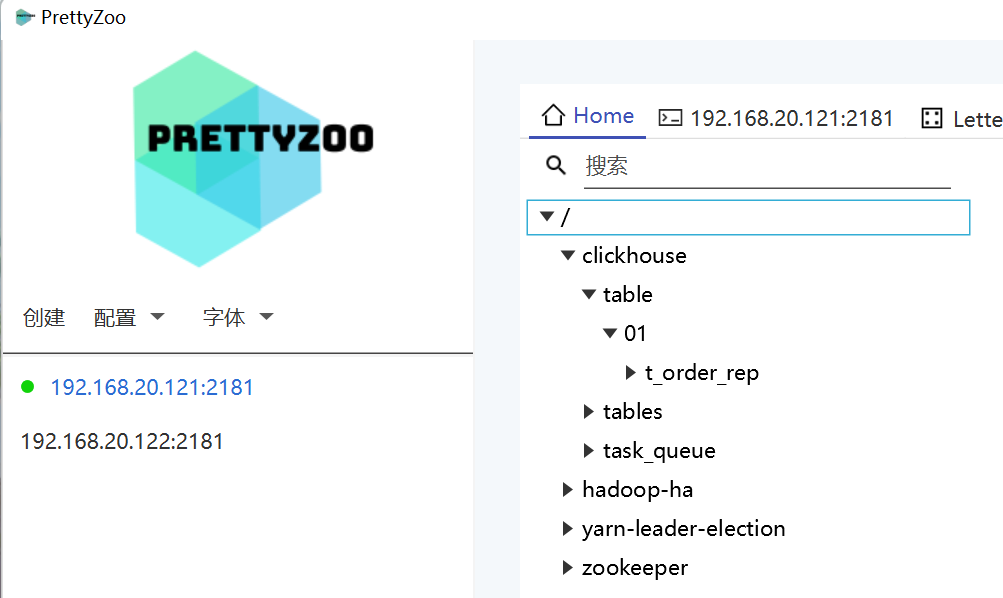 PrettyZoo
PRETTYZOO
创建 配置 字体
192.168.20.121:2181
192.168.20.122:2181
Home 192.168.20.121:2181 Lette
搜索
/
clickhouse
table
01
t_order_rep
tables
task_queue
hadoop-ha
yarn-leader-election
zookeeper